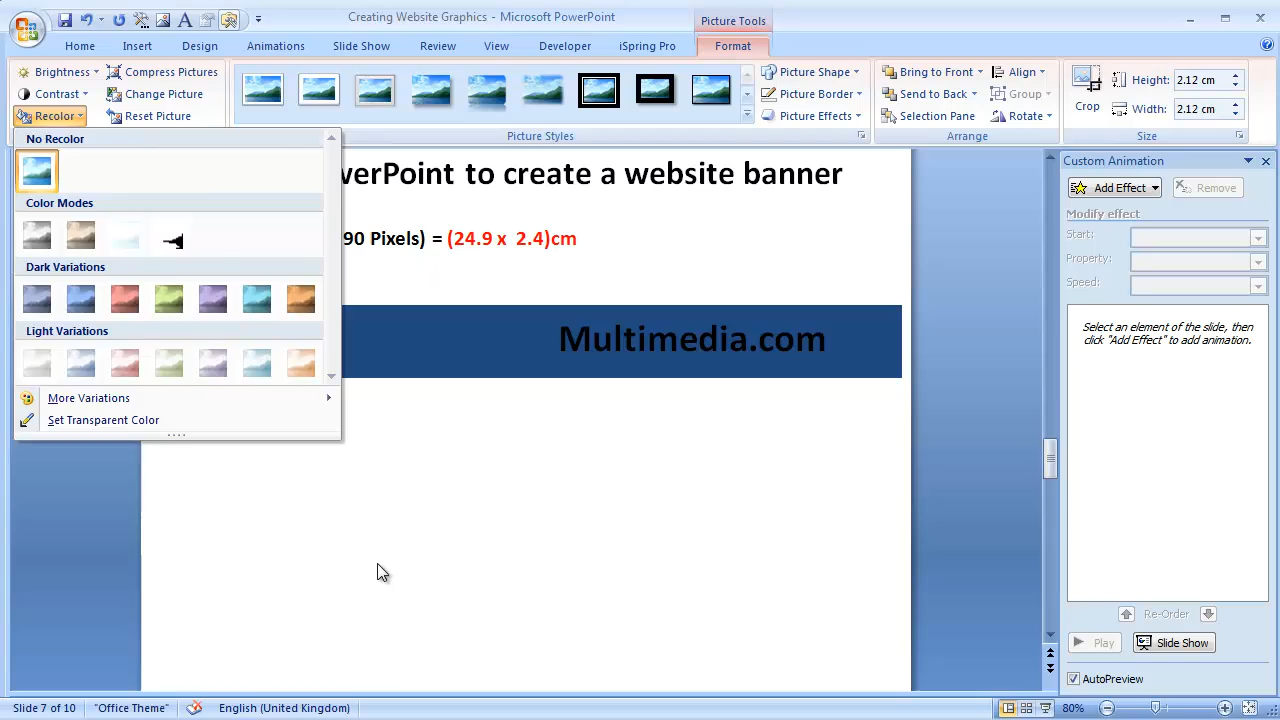 Creating Website Graphics - Microsoft PowerPoint
Picture Tools
Home Insert Design Animations Slide Show Review View Developer iSpring Pro Format
Brightness Compress Pictures Picture Shape Bring to Front Align Height: 2.12 cm
Contrast Change Picture Picture Border Send to Back Group Crop Width: 2.12 cm
Recolor Reset Picture Picture Effects Selection Pane Rotate
Picture Styles Arrange Size
No Recolor
Color Modes
Dark Variations
Light Variations
More Variations
Set Transparent Color
verPoint to create a website banner
90 Pixels) = (24.9 x 2.4)cm
Multimedia.com
Custom Animation
Add Effect Remove
Modify effect
Start:
Property:
Speed:
Select an element of the slide, then
click "Add Effect" to add animation.
Re-Order
Play Slide Show
AutoPreview
Slide 7 of 10 "Office Theme" English (United Kingdom) 80%